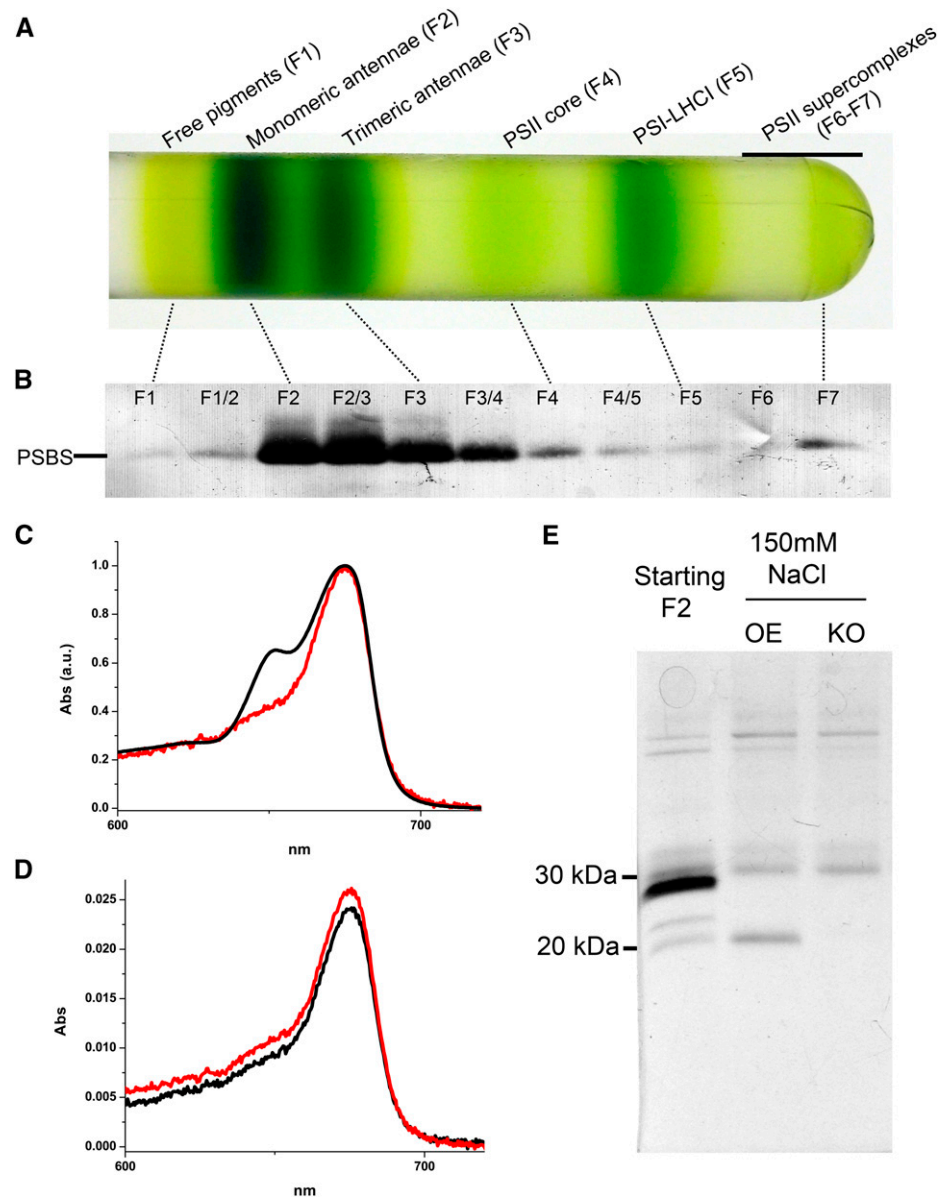 A
Free pigments (F1)
Monomeric antennae (F2)
Trimeric antennae (F3)
PSII core (F4)
PSI-LHCI (F5)
PSII supercomplexes
(F6-F7)
B
F1 F1/2 F2 F2/3 F3 F3/4 F4 F4/5 F5 F6 F7
PSBS
C
Abs (a.u.)
1.0
0.8
0.6
0.4
0.2
0.0
600 700
nm
D
Abs
0.025
0.020
0.015
0.010
0.005
0.000
600 700
nm
E
Starting
F2
150mM
NaCl
OE KO
30 kDa
20 kDa